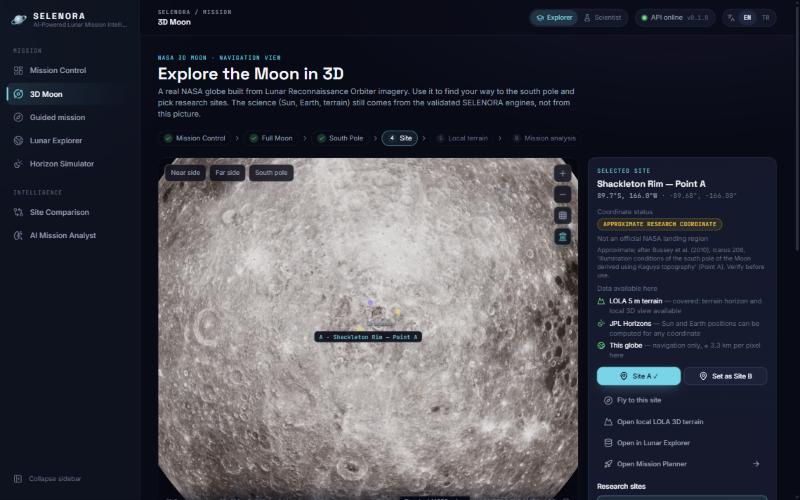 SELENORA
AI-Powered Lunar Mission Intelli...
SELENORA / MISSION
3D Moon
Explorer
Scientist
API online v0.1.0
EN
TR
MISSION
Mission Control
3D Moon
Guided mission
Lunar Explorer
Horizon Simulator
INTELLIGENCE
Site Comparison
AI Mission Analyst
Collapse sidebar
NASA 3D MOON · NAVIGATION VIEW
Explore the Moon in 3D
A real NASA globe built from Lunar Reconnaissance Orbiter imagery. Use it to find your way to the south pole and
pick research sites. The science (Sun, Earth, terrain) still comes from the validated SELENORA engines, not from
this picture.
Mission Control
Full Moon
South Pole
4 Site
5 Local terrain
6 Mission analysis
Near side
Far side
South pole
A · Shackleton Rim — Point A
SELECTED SITE
Shackleton Rim — Point A
89.7°S, 166.0°W · -89.68°, -166.00°
Coordinate status
APPROXIMATE RESEARCH COORDINATE
Not an official NASA landing region
Approximate; after Bussey et al. (2010), Icarus 208,
'Illumination conditions of the south pole of the Moon
derived using Kaguya topography' (Point A). Verify before
use.
Data available here
LOLA 5 m terrain — covered: terrain horizon and
local 3D view available
JPL Horizons — Sun and Earth positions can be
computed for any coordinate
This globe — navigation only, ≈ 3.3 km per pixel
here
Site A ✓
Set as Site B
Fly to this site
Open local LOLA 3D terrain
Open in Lunar Explorer
Open Mission Planner
Research sites